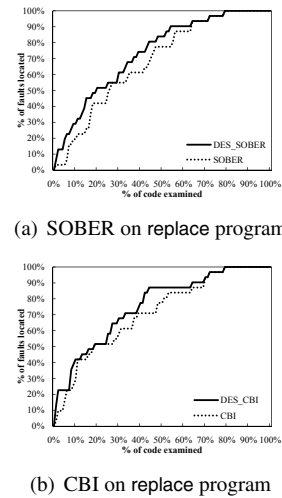 100%
90%
80%
70%
60%
50%
40%
30%
20%
10%
0%
% of faults located
DES_SOBER
SOBER
0% 10% 20% 30% 40% 50% 60% 70% 80% 90% 100%
% of code examined
(a) SOBER on replace program
100%
90%
80%
70%
60%
50%
40%
30%
20%
10%
0%
% of faults located
DES_CBI
CBI
0% 10% 20% 30% 40% 50% 60% 70% 80% 90% 100%
% of code examined
(b) CBI on replace program